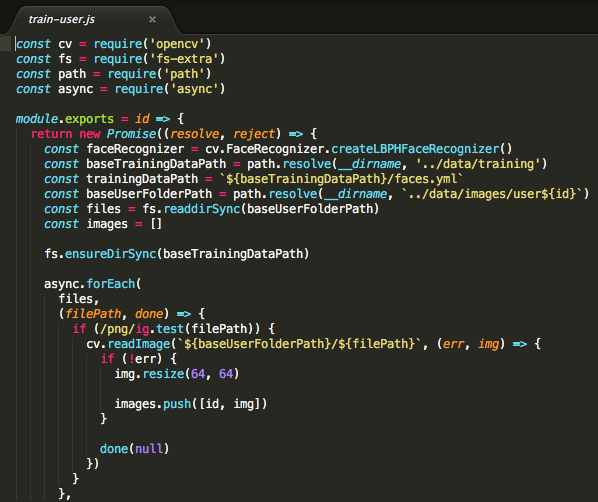 train-user.js ×
const cv = require('opencv')
const fs = require('fs-extra')
const path = require('path')
const async = require('async')
module.exports = id => {
return new Promise((resolve, reject) => {
const faceRecognizer = cv.FaceRecognizer.createLBPHFaceRecognizer()
const baseTrainingDataPath = path.resolve(__dirname, '../data/training')
const trainingDataPath = `${baseTrainingDataPath}/faces.yml`
const baseUserFolderPath = path.resolve(__dirname, `../data/images/user${id}`)
const files = fs.readdirSync(baseUserFolderPath)
const images = []
fs.ensureDirSync(baseTrainingDataPath)
async.forEach(
files,
(filePath, done) => {
if (/png/ig.test(filePath)) {
cv.readImage(`${baseUserFolderPath}/${filePath}`, (err, img) => {
if (!err) {
img.resize(64, 64)
images.push([id, img])
}
done(null)
})
}
},